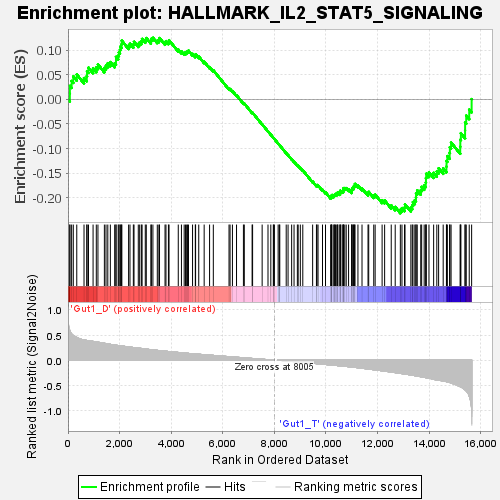 Enrichment plot: HALLMARK_IL2_STAT5_SIGNALING
Enrichment score (ES)
0.10
0.05
0.00
-0.05
-0.10
-0.15
-0.20
'Gut1_D' (positively correlated)
Ranked list metric (Signal2Noise)
1.0
0.5
0.0
-0.5
-1.0
Zero cross at 8005
'Gut1_T' (negatively correlated)
0
2,000
4,000
6,000
8,000
10,000
12,000
14,000
16,000
Rank in Ordered Dataset
Enrichment profile
Hits
Ranking metric scores